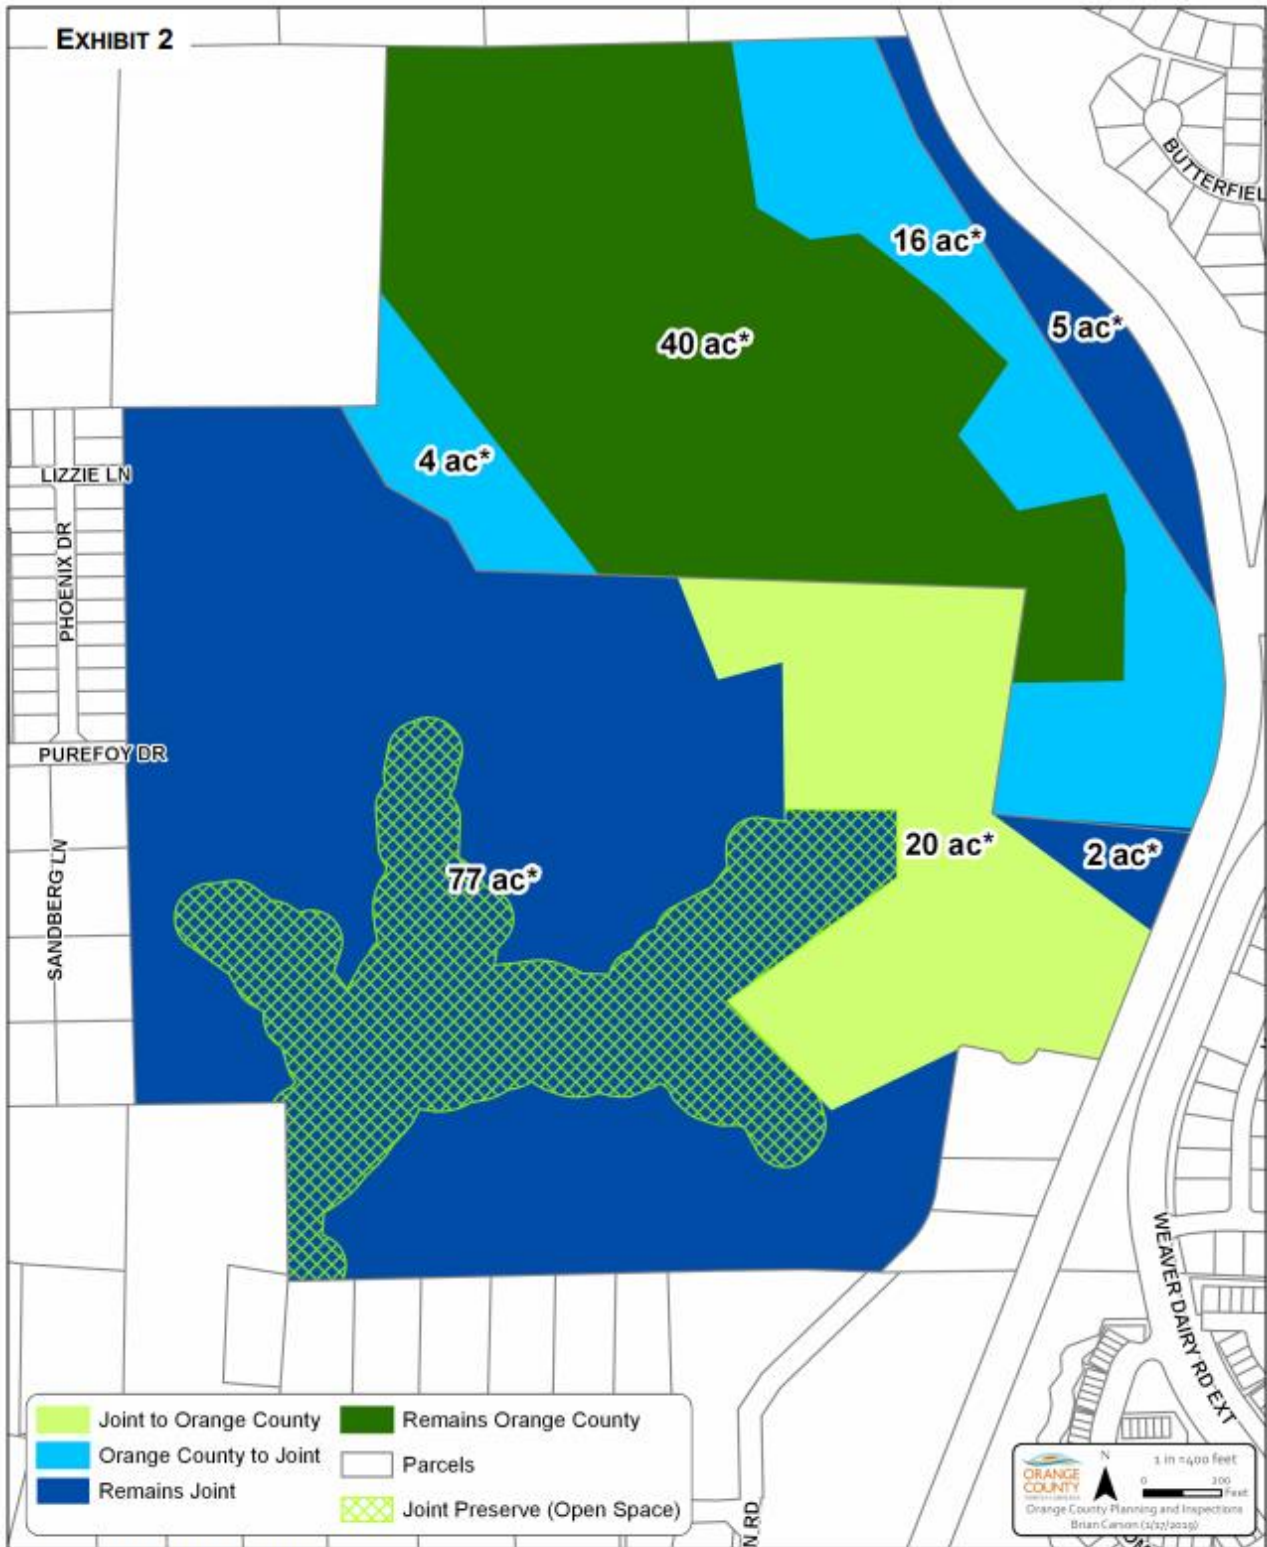 EXHIBIT 2
BUTTERFIEL
16 ac*
5 ac*
40 ac*
4 ac*
LIZZIE LN
PHOENIX DR
PUREFOY DR
20 ac*
2 ac*
77 ac*
SANDBERG LN
WEAVER DAIRY RD EXT
N RD
Joint to Orange County
Orange County to Joint
Remains Joint
Remains Orange County
Parcels
Joint Preserve (Open Space)
ORANGE
COUNTY
N
1 in =400 feet
0 200
Feet
Orange County Planning and Inspections
Brian Carson (1/17/2019)